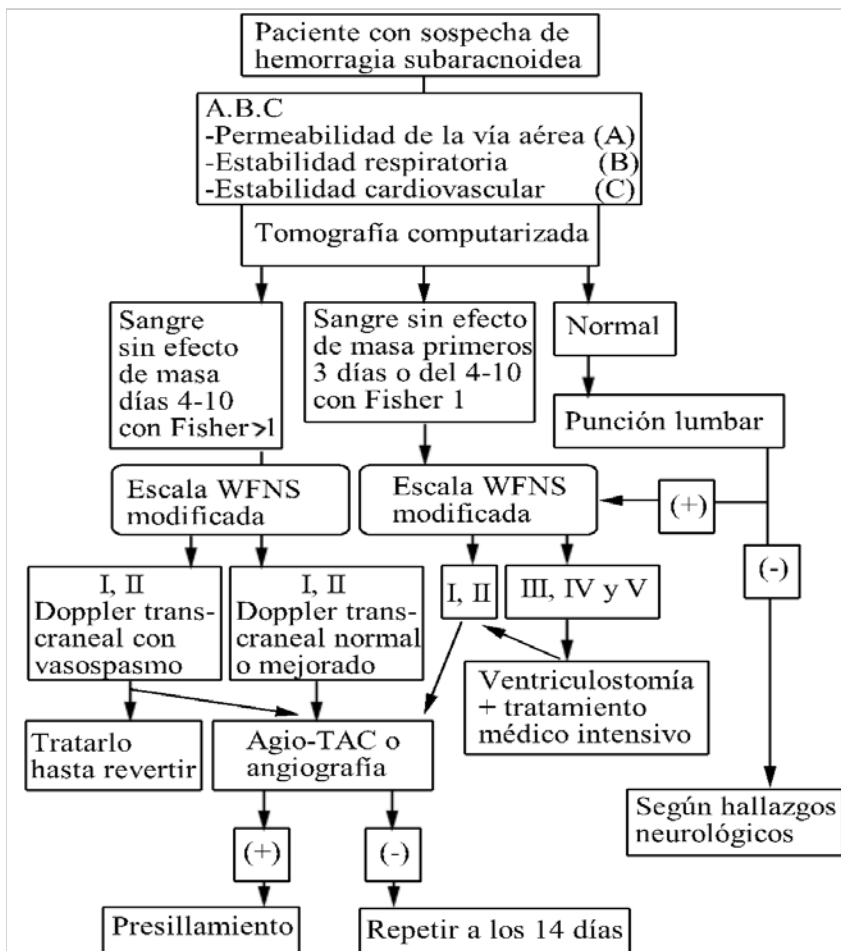 Paciente con sospecha de
hemorragia subaracnoidea
A.B.C
-Permeabilidad de la vía aérea (A)
-Estabilidad respiratoria (B)
-Estabilidad cardiovascular (C)
Tomografía computarizada
Sangre
sin efecto
de masa
días 4-10
con Fisher>1
Sangre sin efecto
de masa primeros
3 días o del 4-10
con Fisher 1
Normal
Punción lumbar
Escala WFNS
modificada
Escala WFNS
modificada
(+)
(-)
I, II
Doppler trans-
craneal con
vasospasmo
I, II
Doppler trans-
craneal normal
o mejorado
I, II
III, IV y V
Ventriculostomía
+ tratamiento
médico intensivo
Tratarlo
hasta revertir
Agio-TAC o
angiografía
Según hallazgos
neurológicos
(+)
(-)
Presillamiento
Repetir a los 14 días